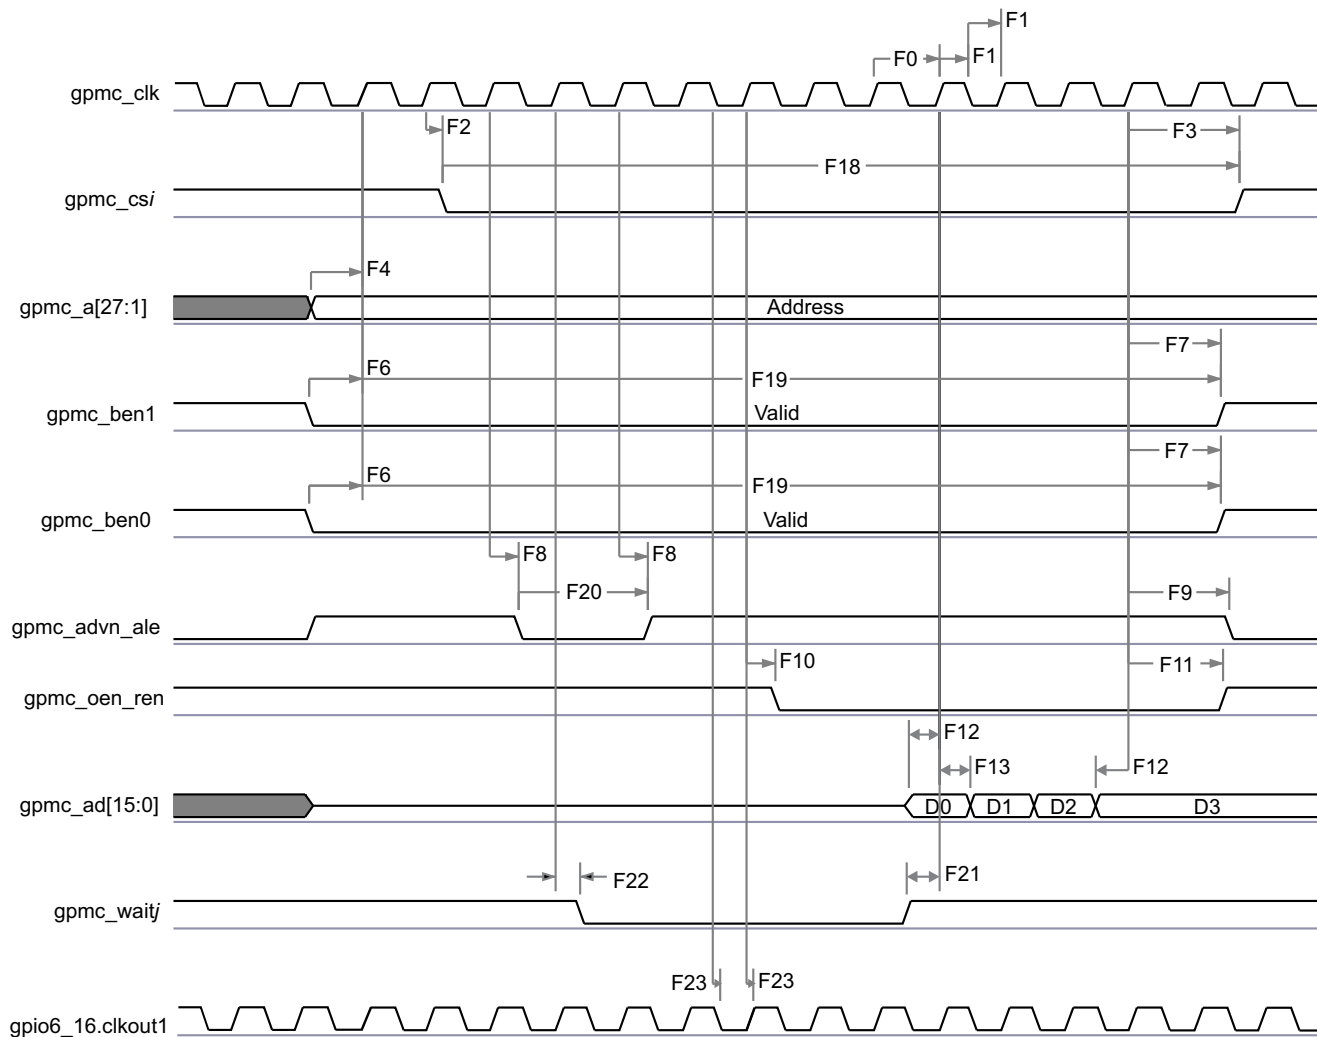 F1
F0
F1
gpmc_clk
F2
F3
F18
gpmc_csi
F4
gpmc_a[27:1]
Address
F7
F6
F19
gpmc_ben1
Valid
F7
F6
F19
gpmc_ben0
Valid
F8
F8
F20
F9
gpmc_advn_ale
F10
F11
gpmc_oen_ren
F12
F13
F12
gpmc_ad[15:0]
D0
D1
D2
D3
F22
F21
gpmc_waitj
F23
F23
gpio6_16.clkout1